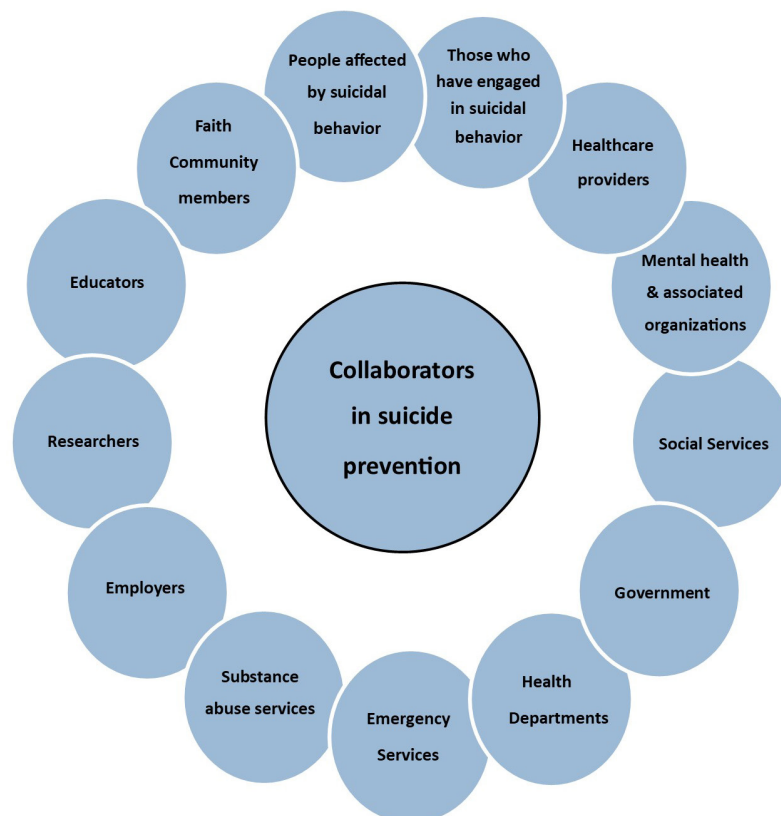 People affected
by suicidal
behavior
Those who
have engaged
in suicidal
behavior
Healthcare
providers
Mental health
& associated
organizations
Social Services
Government
Health
Departments
Emergency
Services
Substance
abuse services
Employers
Researchers
Educators
Faith
Community
members
Collaborators
in suicide
prevention